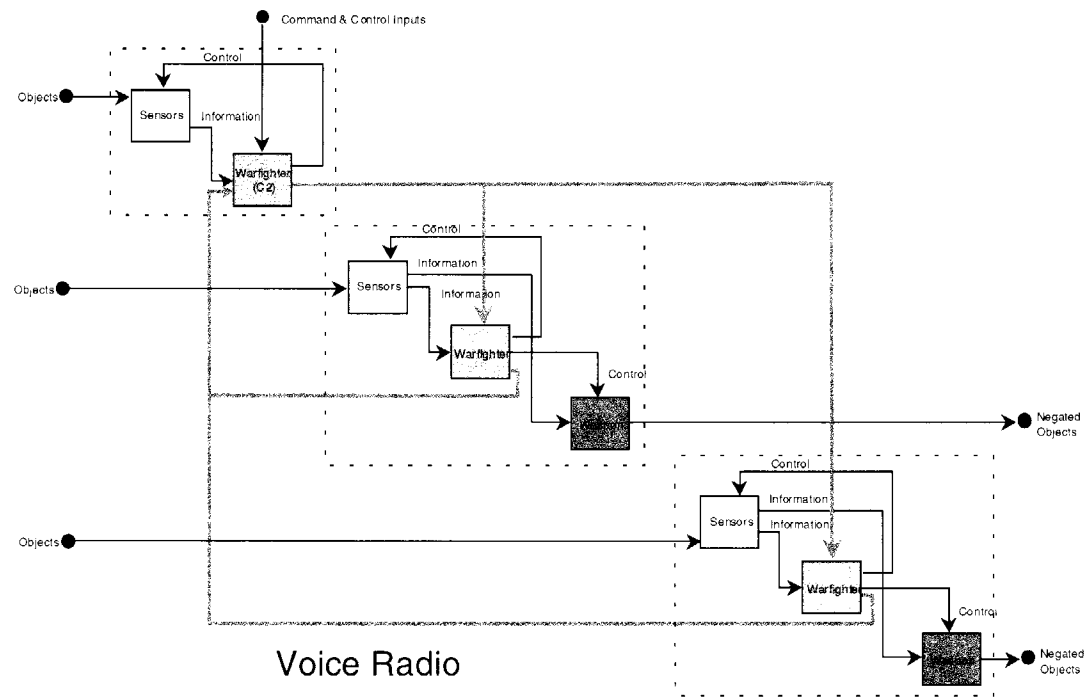 Command & Control Inputs
Control
Objects
Sensors
Information
Warfighter
(C2)
Control
Information
Objects
Sensors
Information
Warfighter
Control
Negated
Objects
Control
Information
Sensors
Information
Objects
Warfighter
Control
Negated
Objects
Voice Radio